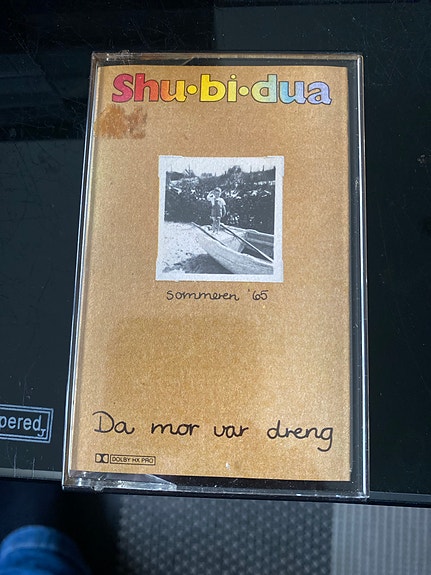 Shu•bi•dua
sommeren '65
Da mor var dreng
DOLBY HX PRO
pered